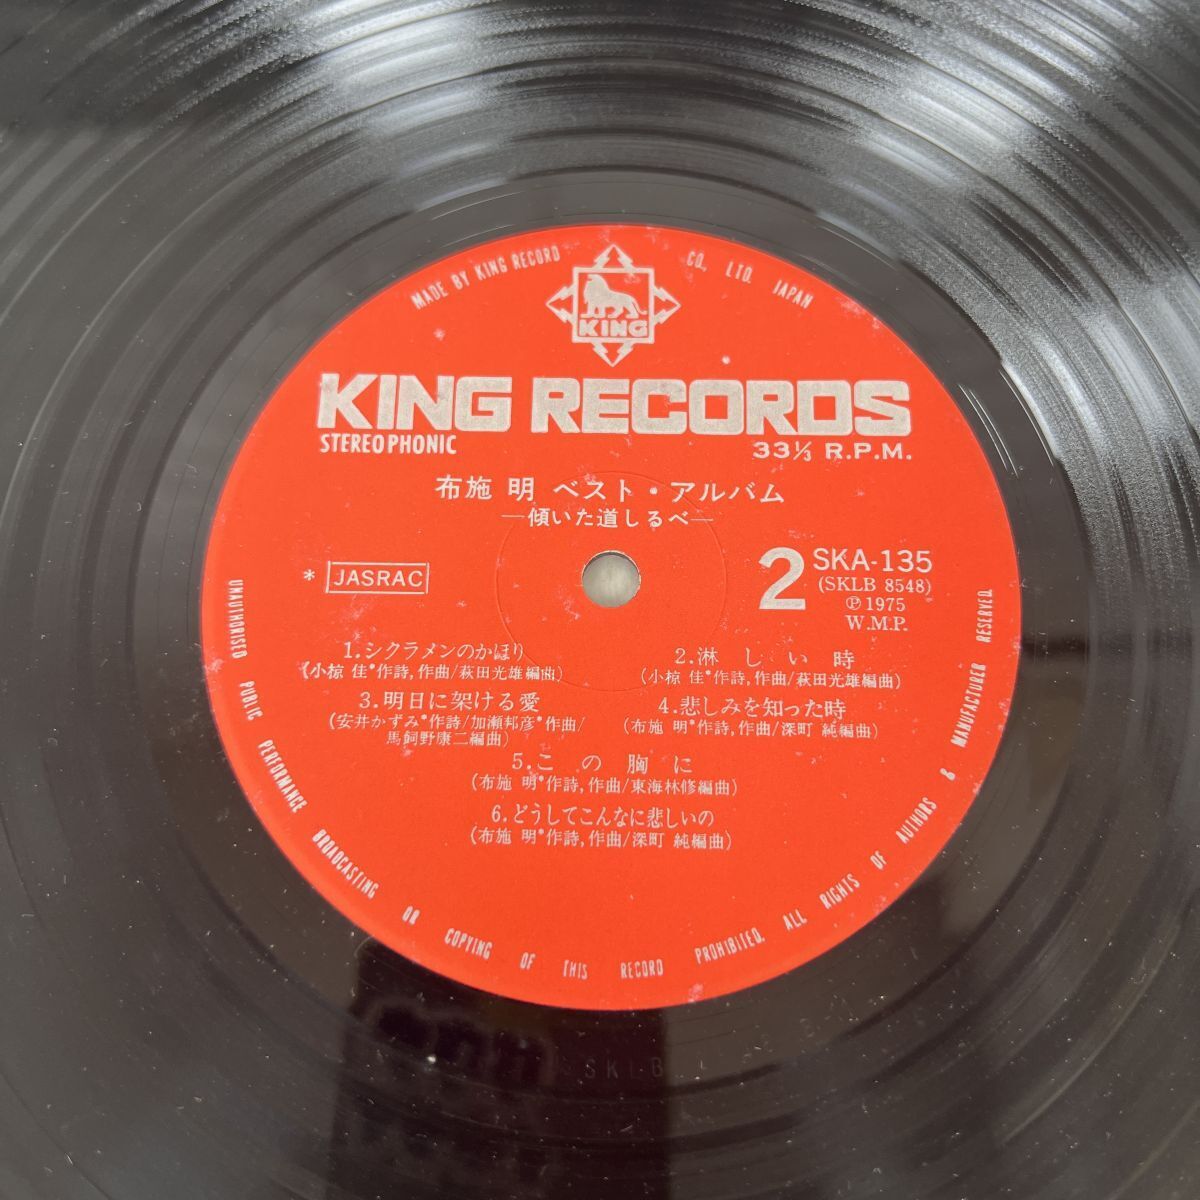 MADE BY KING RECORD CO., LTD. JAPAN
KING
KING RECORDS
STEREOPHONIC
33⅓ R.P.M.
布施 明 ベスト・アルバム
—傾いた道しるべ—
* JASRAC
2
SKA-135
(SKLB 8548)
Ⓟ1975
W.M.P.
1.シクラメンのかほり
(小椋 佳*作詩,作曲/萩田光雄編曲)
2.淋しい時
(小椋 佳*作詩,作曲/萩田光雄編曲)
3.明日に架ける愛
(安井かずみ*作詩/加瀬邦彦*作曲/
馬飼野康二編曲)
4.悲しみを知った時
(布施 明*作詩,作曲/深町 純編曲)
5.この胸に
(布施 明*作詩,作曲/東海林修編曲)
6.どうしてこんなに悲しいの
(布施 明*作詩,作曲/深町 純編曲)
UNAUTHORISED PUBLIC PERFORMANCE BROADCASTING OR COPYING OF THIS RECORD PROHIBITED. ALL RIGHTS OF AUTHORS & MANUFACTURER RESERVED.
SKLB